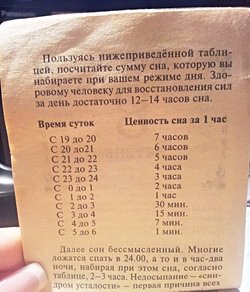 Пользуясь нижеприведённой табли-
цей, посчитайте сумму сна, которую вы
набираете при вашем режиме дня. Здо-
ровому человеку для восстановления сил
за день достаточно 12–14 часов сна.
Время суток Ценность сна за 1 час
С 19 до 20 7 часов
С 20 до 21 6 часов
С 21 до 22 5 часов
С 22 до 23 4 часа
С 23 до 24 3 часа
С 0 до 1 2 часа
С 1 до 2 1 час
С 2 до 3 30 мин.
С 3 до 4 15 мин.
С 4 до 5 7 мин.
С 5 до 6 1 мин.
Далее сон бессмысленный. Многие
ложатся спать в 24.00, а то и в час-два
ночи, набирая при этом сна, согласно
таблице, 2–3 часа. Недосыпание — «син-
дром усталости» — первая причина всех